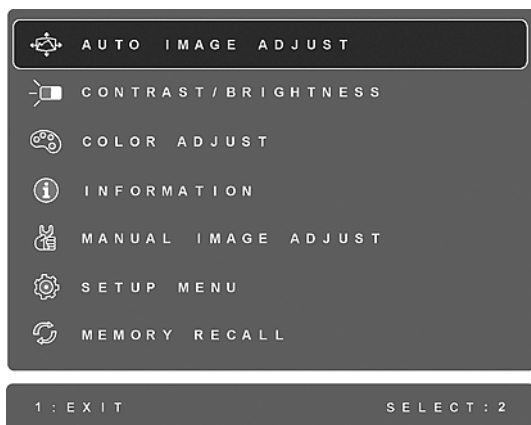 AUTO IMAGE ADJUST
CONTRAST/BRIGHTNESS
COLOR ADJUST
INFORMATION
MANUAL IMAGE ADJUST
SETUP MENU
MEMORY RECALL
1:EXIT SELECT:2